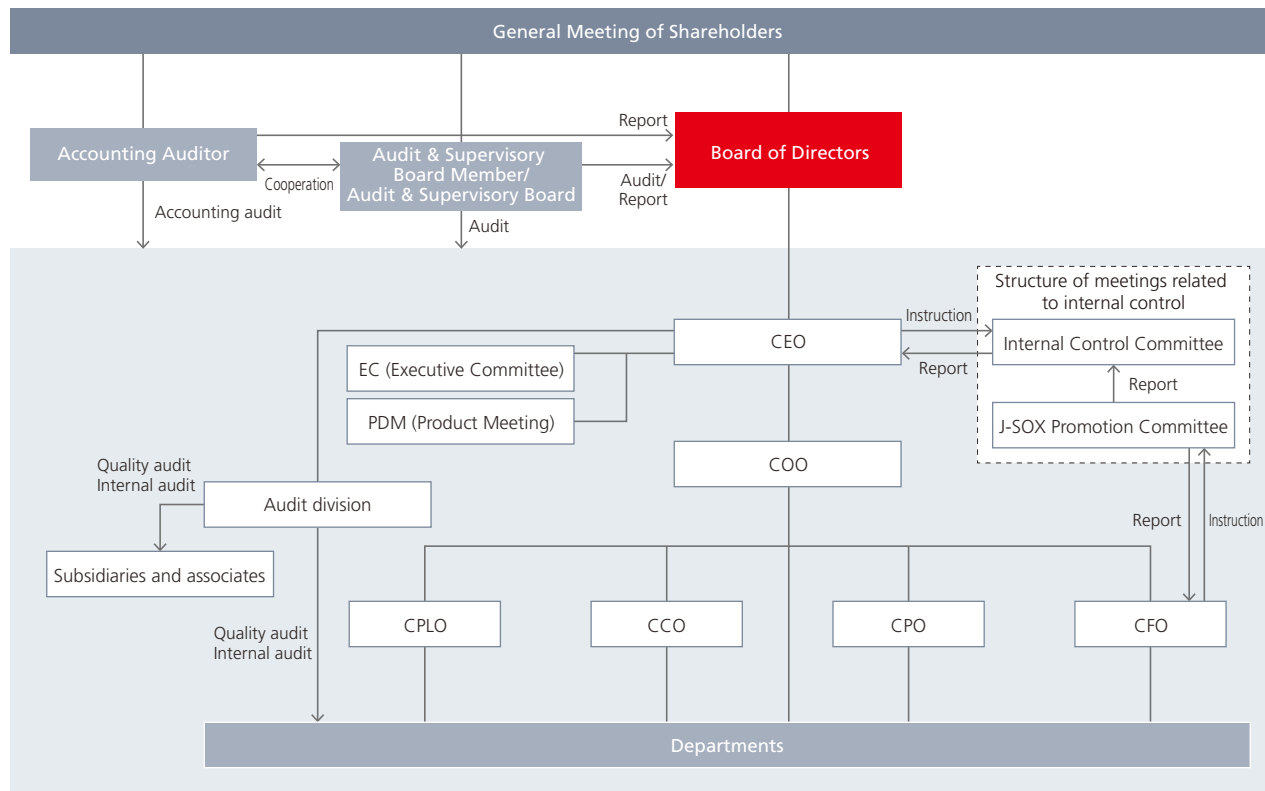 General Meeting of Shareholders
Report
Accounting Auditor
Audit & Supervisory
Board Member/
Audit & Supervisory Board
Board of Directors
Cooperation
Audit/
Report
Accounting audit
Audit
Structure of meetings related
to internal control
Instruction
CEO
Internal Control Committee
EC (Executive Committee)
Report
Report
PDM (Product Meeting)
J-SOX Promotion Committee
COO
Quality audit
Internal audit
Audit division
Report
Instruction
Subsidiaries and associates
CPLO
CCO
CPO
CFO
Quality audit
Internal audit
Departments